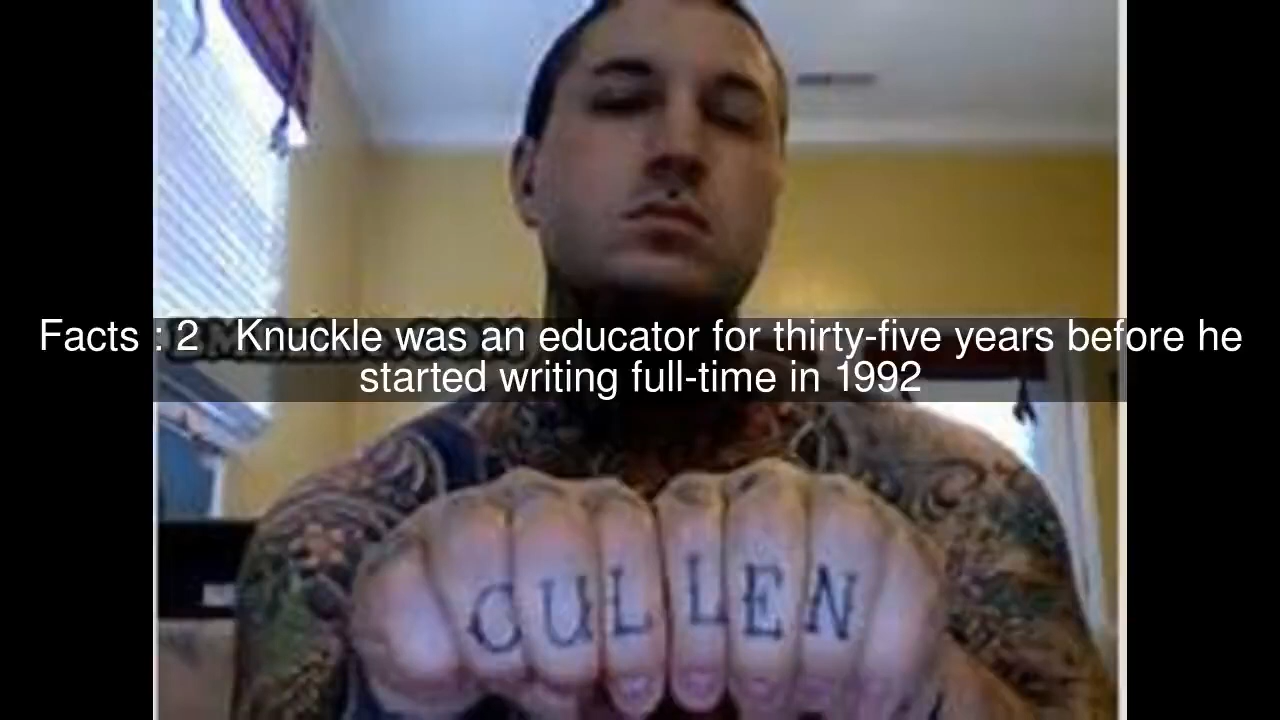 Facts : 2 Knuckle was an educator for thirty-five years before he
started writing full-time in 1992
CULLEN